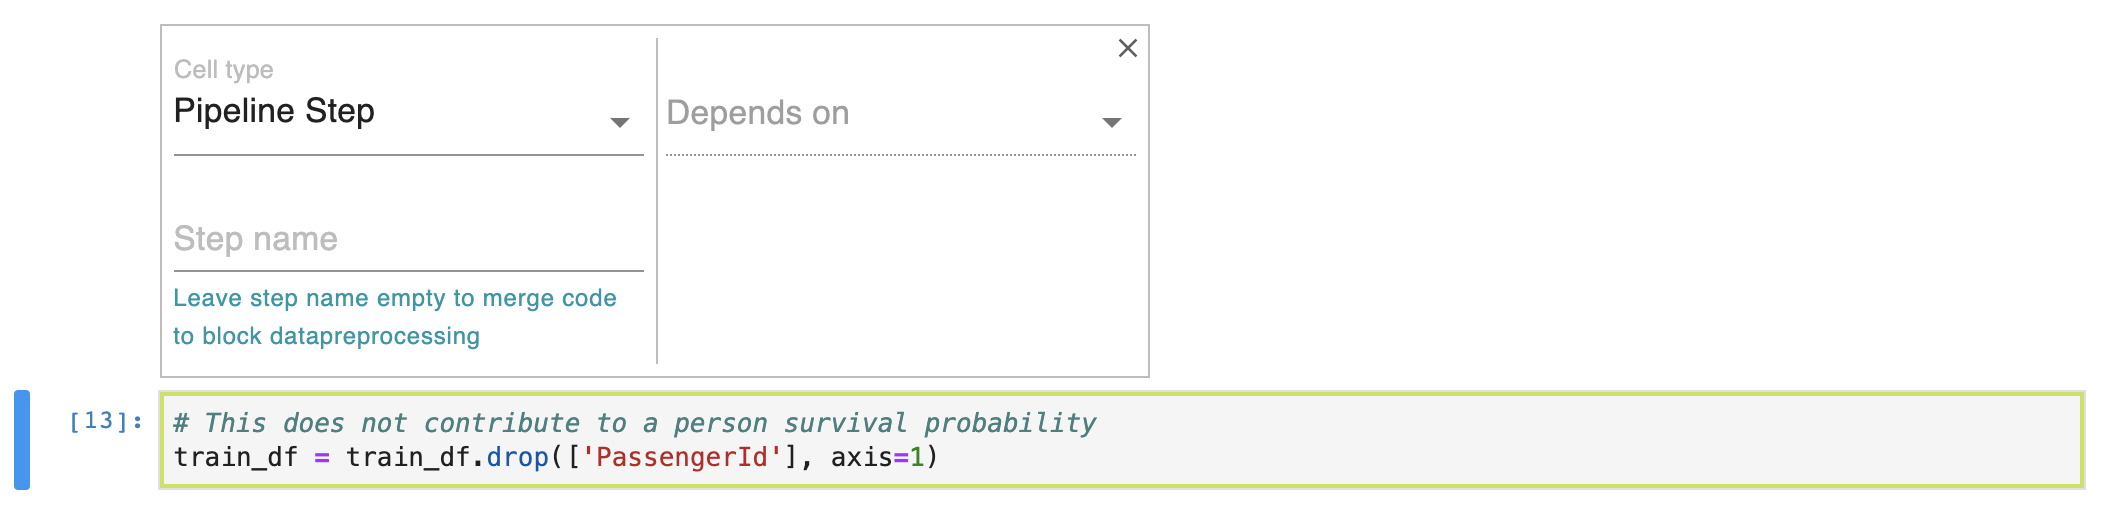 Cell type
Pipeline Step
Depends on
Step name
Leave step name empty to merge code
to block datapreprocessing
[13]:
# This does not contribute to a person survival probability
train_df = train_df.drop(['PassengerId'], axis=1)